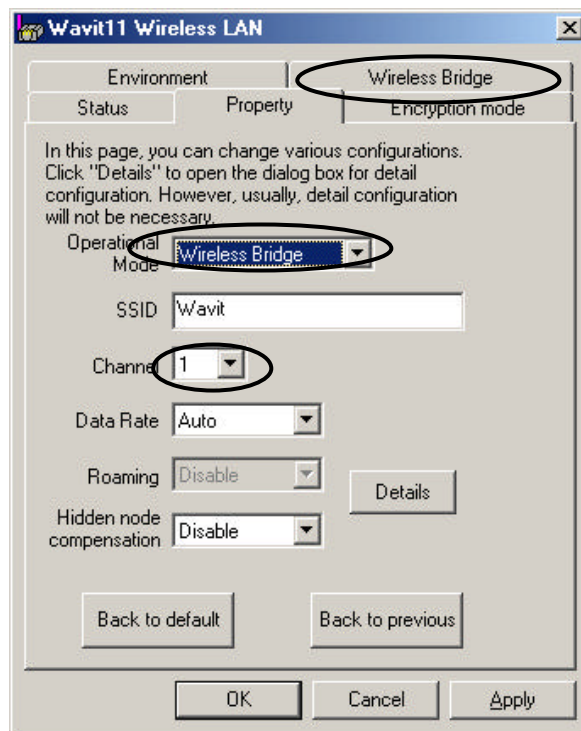 Wavit11 Wireless LAN
Environment
Wireless Bridge
Status
Property
Encryption mode
In this page, you can change various configurations.
Click "Details" to open the dialog box for detail
configuration. However, usually, detail configuration
will not be necessary.
Operational
Mode
Wireless Bridge
SSID
Wavit
Channel
1
Data Rate
Auto
Roaming
Disable
Details
Hidden node
compensation
Disable
Back to default
Back to previous
OK
Cancel
Apply